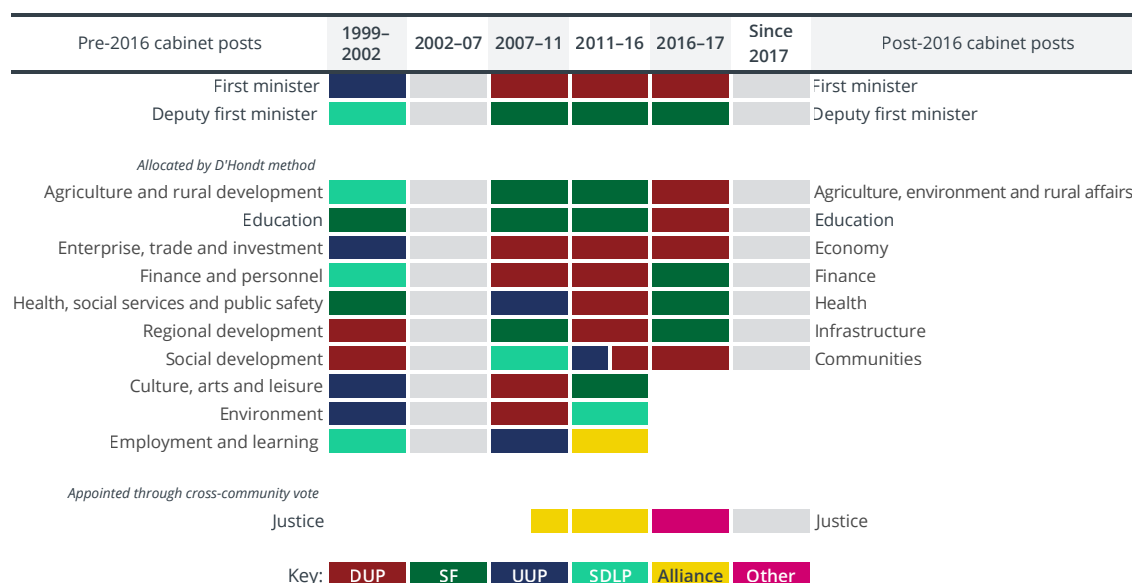 Pre-2016 cabinet posts 1999–2002 2002–07 2007–11 2011–16 2016–17 Since 2017 Post-2016 cabinet posts
First minister First minister
Deputy first minister Deputy first minister
Allocated by D'Hondt method
Agriculture and rural development Agriculture, environment and rural affairs
Education Education
Enterprise, trade and investment Economy
Finance and personnel Finance
Health, social services and public safety Health
Regional development Infrastructure
Social development Communities
Culture, arts and leisure
Environment
Employment and learning
Appointed through cross-community vote
Justice Justice
Key: DUP SF UUP SDLP Alliance Other